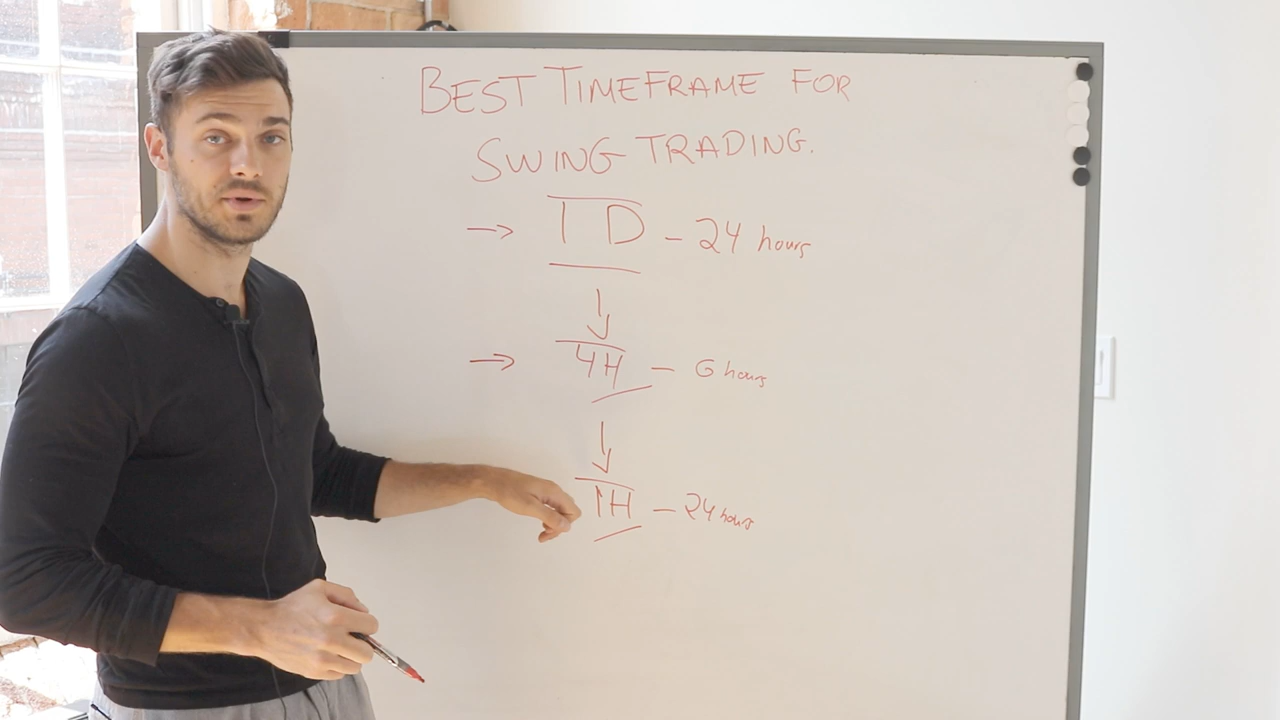 BEST TIMEFRAME FOR
SWING TRADING.
→ 1D - 24 hours
↓
→ 4H - 6 hours
↓
1H - 24 hours